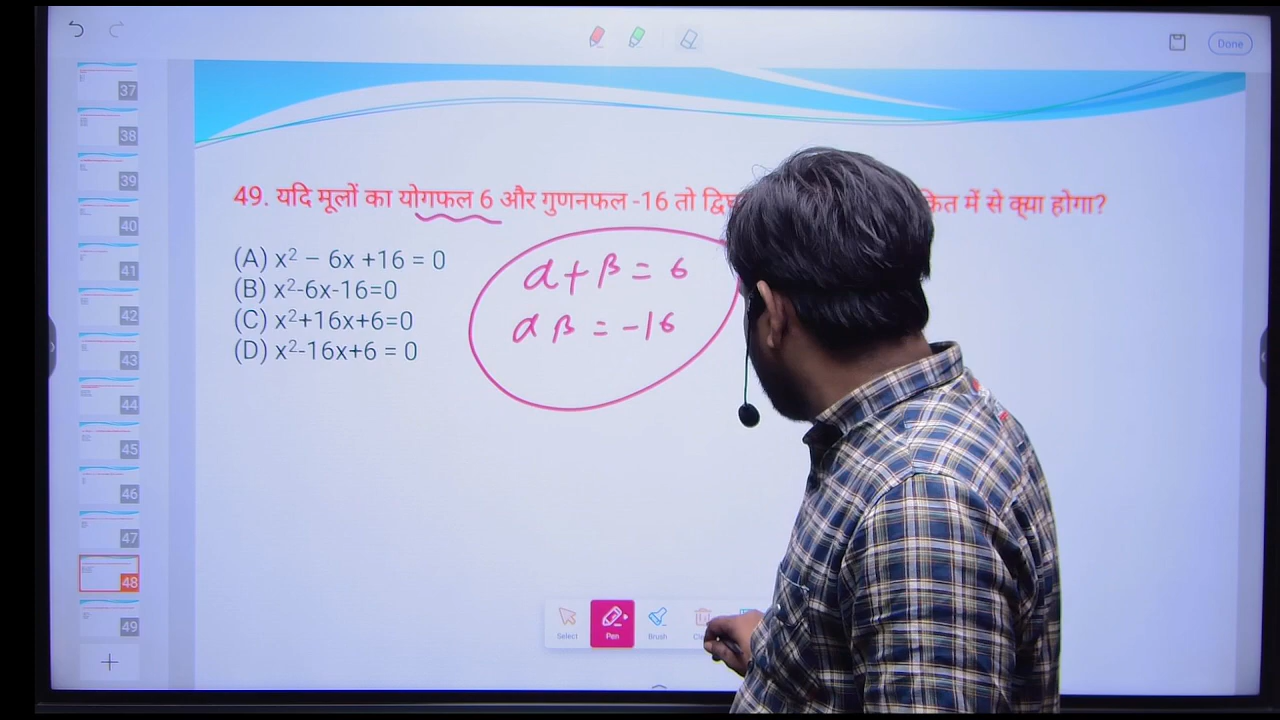 Done
37
38
39
40
41
42
43
44
45
46
47
48
49
49. यदि मूलों का योगफल 6 और गुणनफल -16 तो में से क्या होगा?
(A) x² – 6x +16 = 0
(B) x²-6x-16=0
(C) x²+16x+6=0
(D) x²-16x+6 = 0
α + β = 6
α β = -16
Select Pen Brush